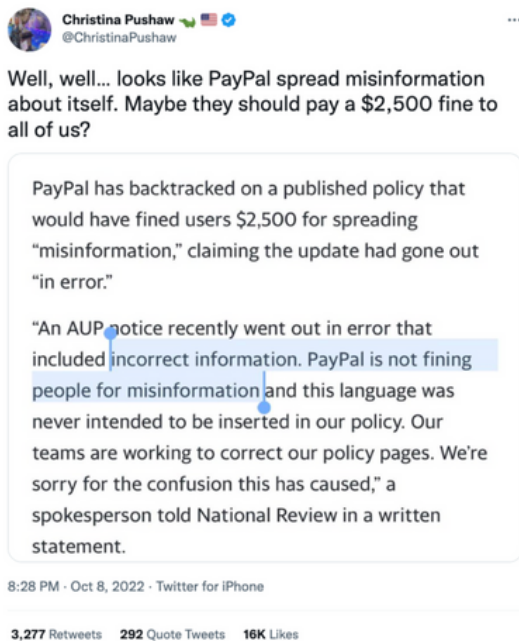 Christina Pushaw 🐊 🇺🇸
@ChristinaPushaw
Well, well... looks like PayPal spread misinformation
about itself. Maybe they should pay a $2,500 fine to
all of us?
PayPal has backtracked on a published policy that
would have fined users $2,500 for spreading
“misinformation,” claiming the update had gone out
“in error.”
“An AUP notice recently went out in error that
included incorrect information. PayPal is not fining
people for misinformation and this language was
never intended to be inserted in our policy. Our
teams are working to correct our policy pages. We’re
sorry for the confusion this has caused,” a
spokesperson told National Review in a written
statement.
8:28 PM · Oct 8, 2022 · Twitter for iPhone
3,277 Retweets 292 Quote Tweets 16K Likes